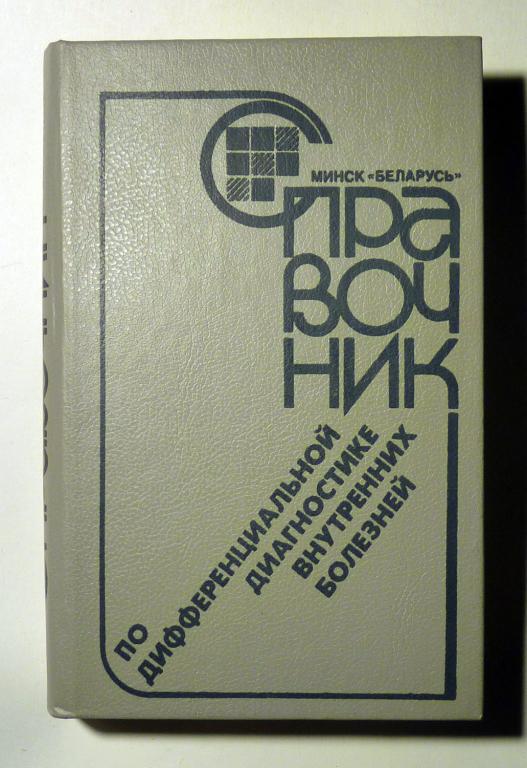 МИНСК «БЕЛАРУСЬ»
СПРА
ВОЧ
НИК
ПО
ДИФФЕРЕНЦИАЛЬНОЙ
ДИАГНОСТИКЕ
ВНУТРЕННИХ
БОЛЕЗНЕЙ